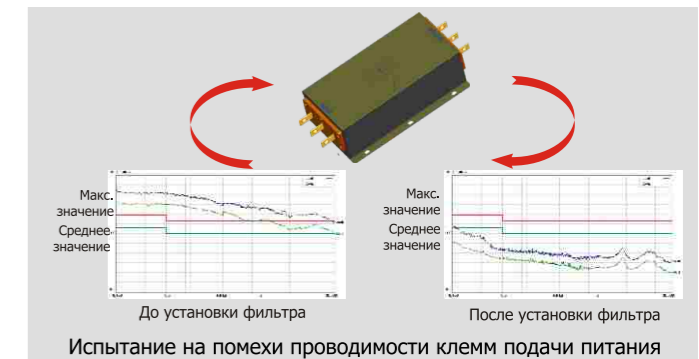 Макс.
значение
Среднее
значение
До установки фильтра
Макс.
значение
Среднее
значение
После установки фильтра
Испытание на помехи проводимости клемм подачи питания